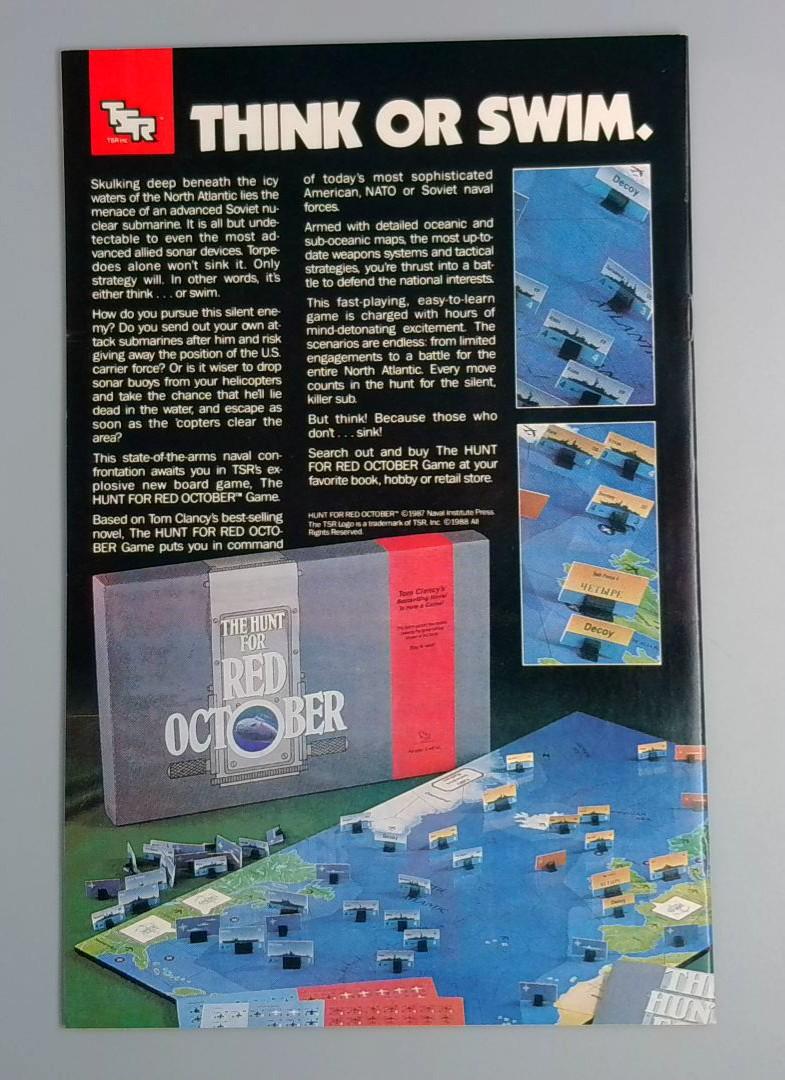 TSR
TSR Inc.
THINK OR SWIM.
Skulking deep beneath the icy
waters of the North Atlantic lies the
menace of an advanced Soviet nu-
clear submarine. It is all but unde-
tectable to even the most ad-
vanced allied sonar devices. Torpe-
does alone won't sink it. Only
strategy will. In other words, it's
either think . . . or swim.
How do you pursue this silent ene-
my? Do you send out your own at-
tack submarines after him and risk
giving away the position of the U.S.
carrier force? Or is it wiser to drop
sonar buoys from your helicopters
and take the chance that he'll lie
dead in the water, and escape as
soon as the 'copters clear the
area?
This state-of-the-arms naval con-
frontation awaits you in TSR's ex-
plosive new board game, The
HUNT FOR RED OCTOBER™ Game.
Based on Tom Clancy's best-selling
novel, The HUNT FOR RED OCTO-
BER Game puts you in command
of today's most sophisticated
American, NATO or Soviet naval
forces.
Armed with detailed oceanic and
sub-oceanic maps, the most up-to-
date weapons systems and tactical
strategies, you're thrust into a bat-
tle to defend the national interests.
This fast-playing, easy-to-learn
game is charged with hours of
mind-detonating excitement. The
scenarios are endless: from limited
engagements to a battle for the
entire North Atlantic. Every move
counts in the hunt for the silent,
killer sub.
But think! Because those who
don't . . . sink!
Search out and buy The HUNT
FOR RED OCTOBER Game at your
favorite book, hobby or retail store.
HUNT FOR RED OCTOBER™ ©1987 Naval Institute Press.
The TSR Logo is a trademark of TSR, Inc. ©1988 All
Rights Reserved.
Decoy
4
4
ЧЕТЫРЕ
Decoy
THE HUNT
FOR
RED
OCTOBER
Tom Clancy's
Bestselling Novel
Is Now a Game!
Decoy
Decoy
THE
HUN